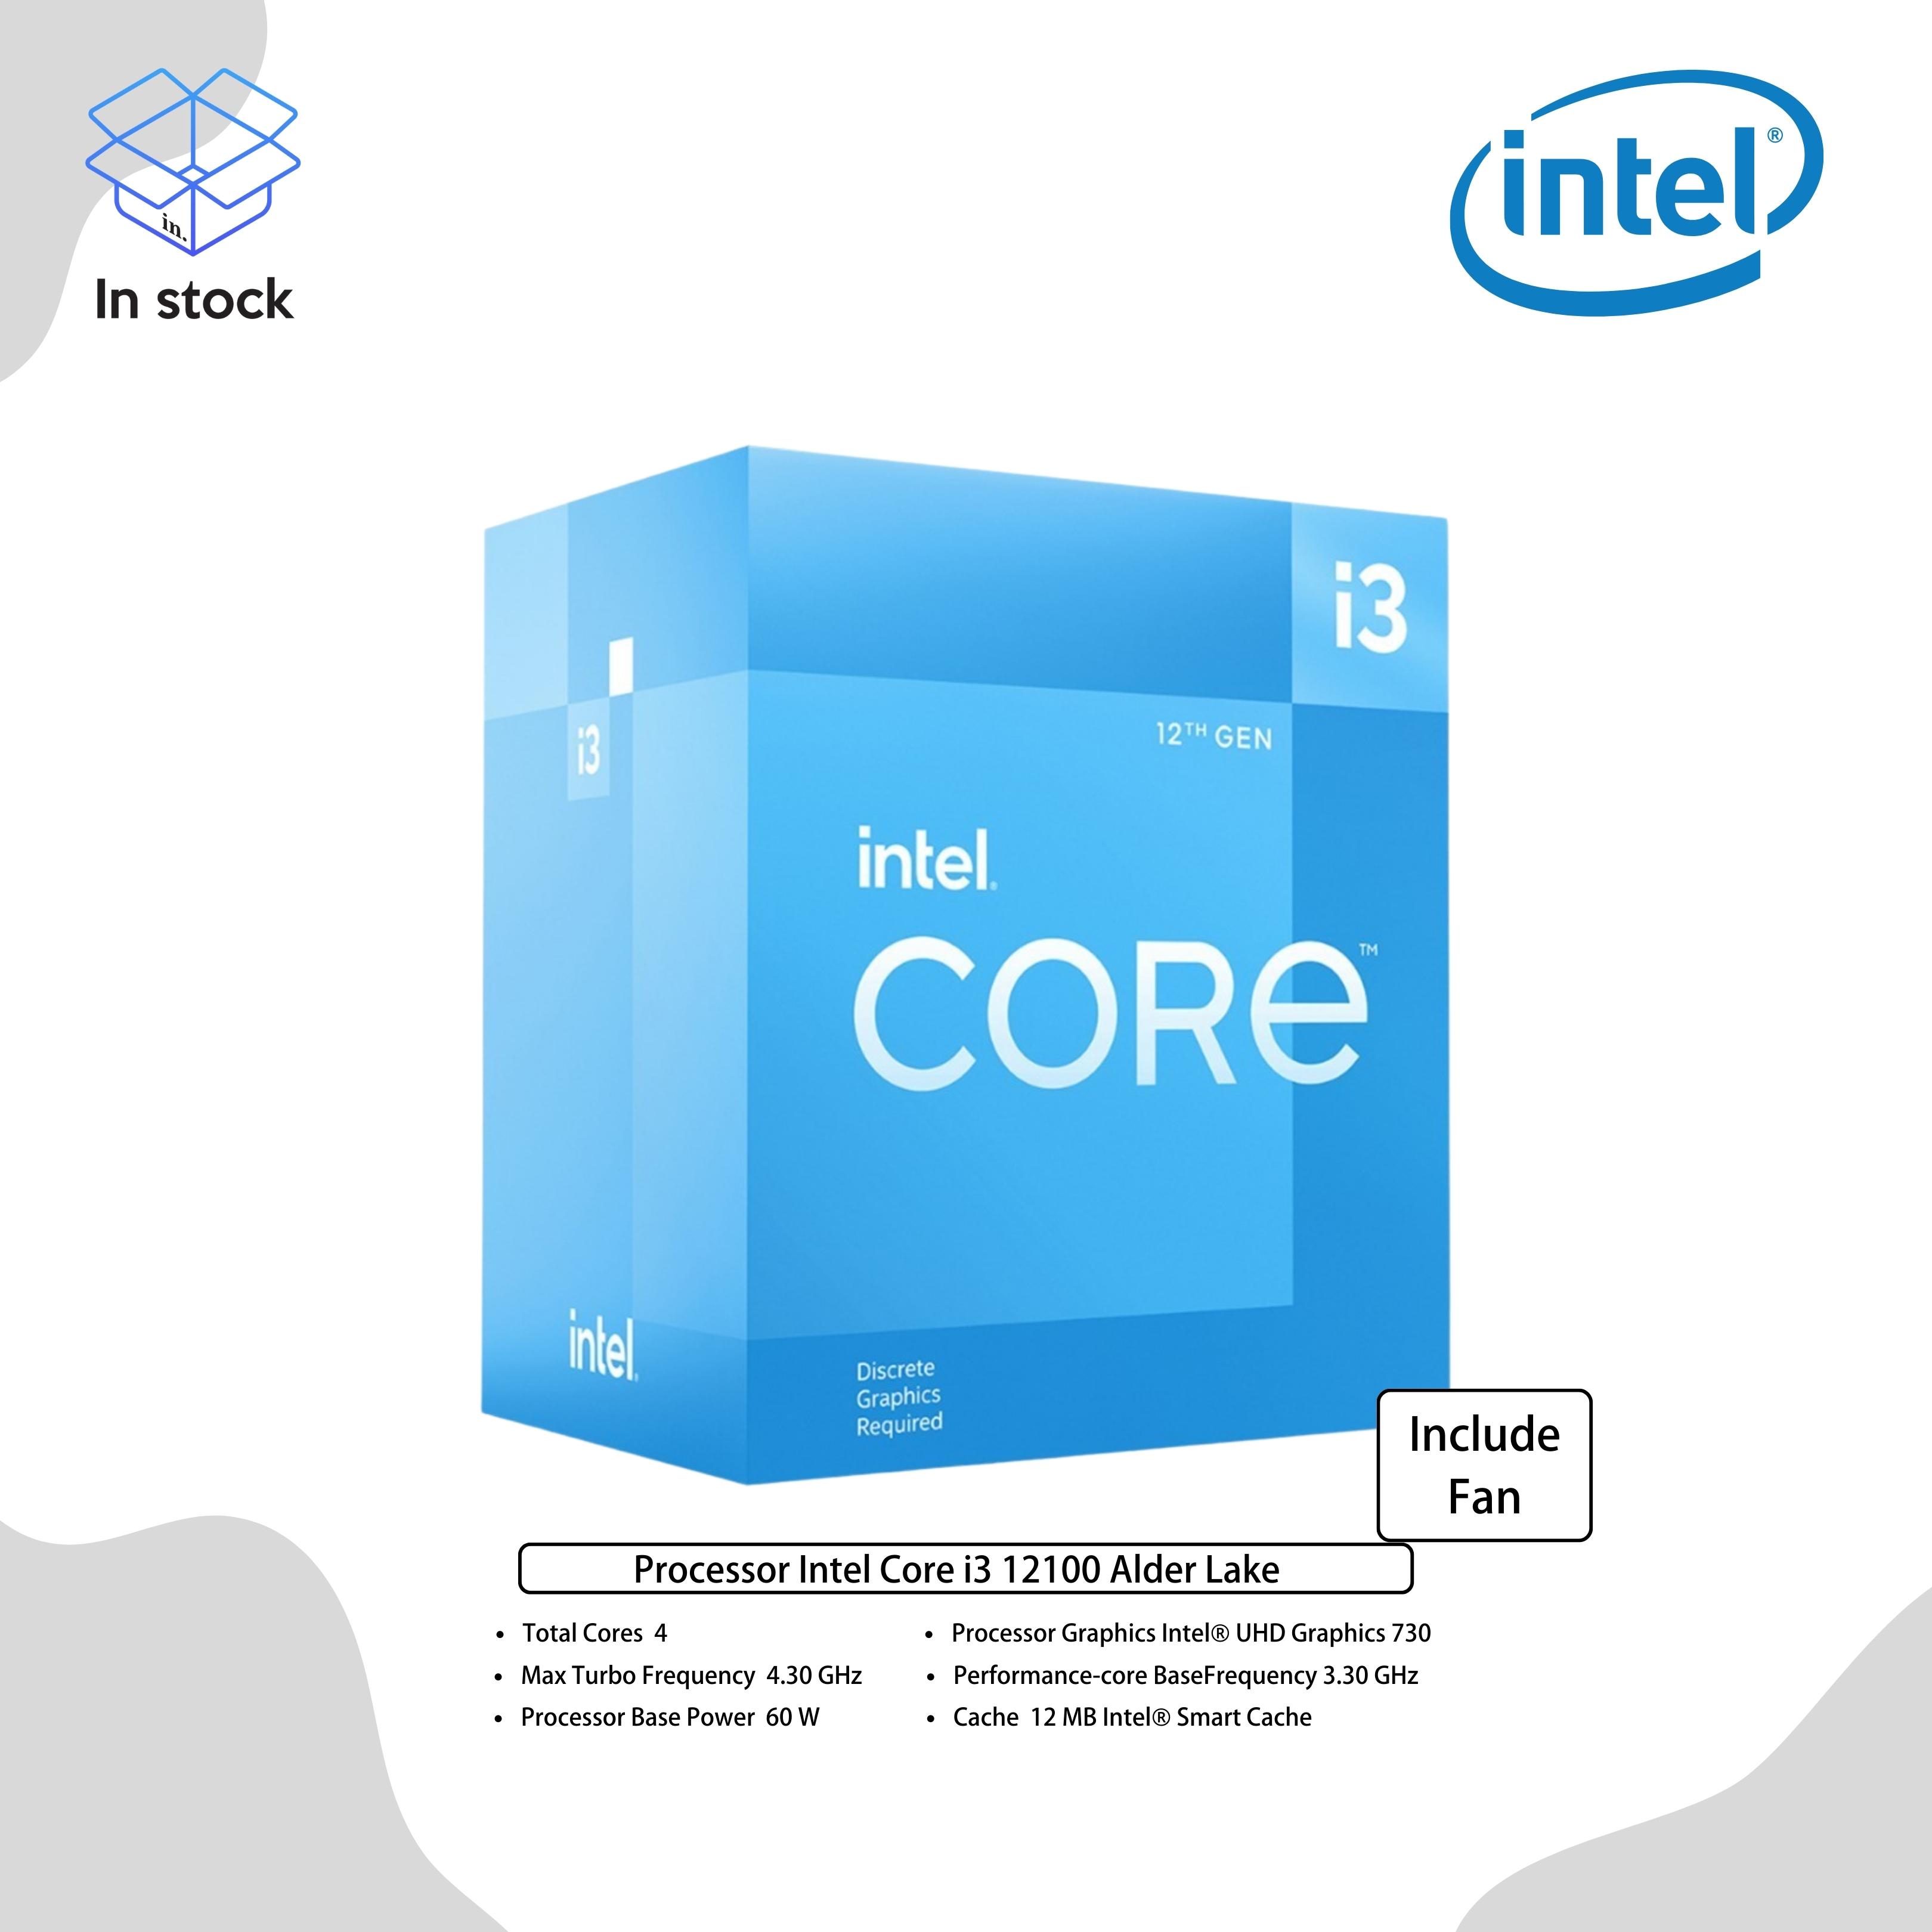 in.
In stock
intel®
i3
12TH GEN
i3
intel®
CORe™
intel®
Discrete
Graphics
Required
Include
Fan
Processor Intel Core i3 12100 Alder Lake
• Total Cores 4
• Max Turbo Frequency 4.30 GHz
• Processor Base Power 60 W
• Processor Graphics Intel® UHD Graphics 730
• Performance-core BaseFrequency 3.30 GHz
• Cache 12 MB Intel® Smart Cache